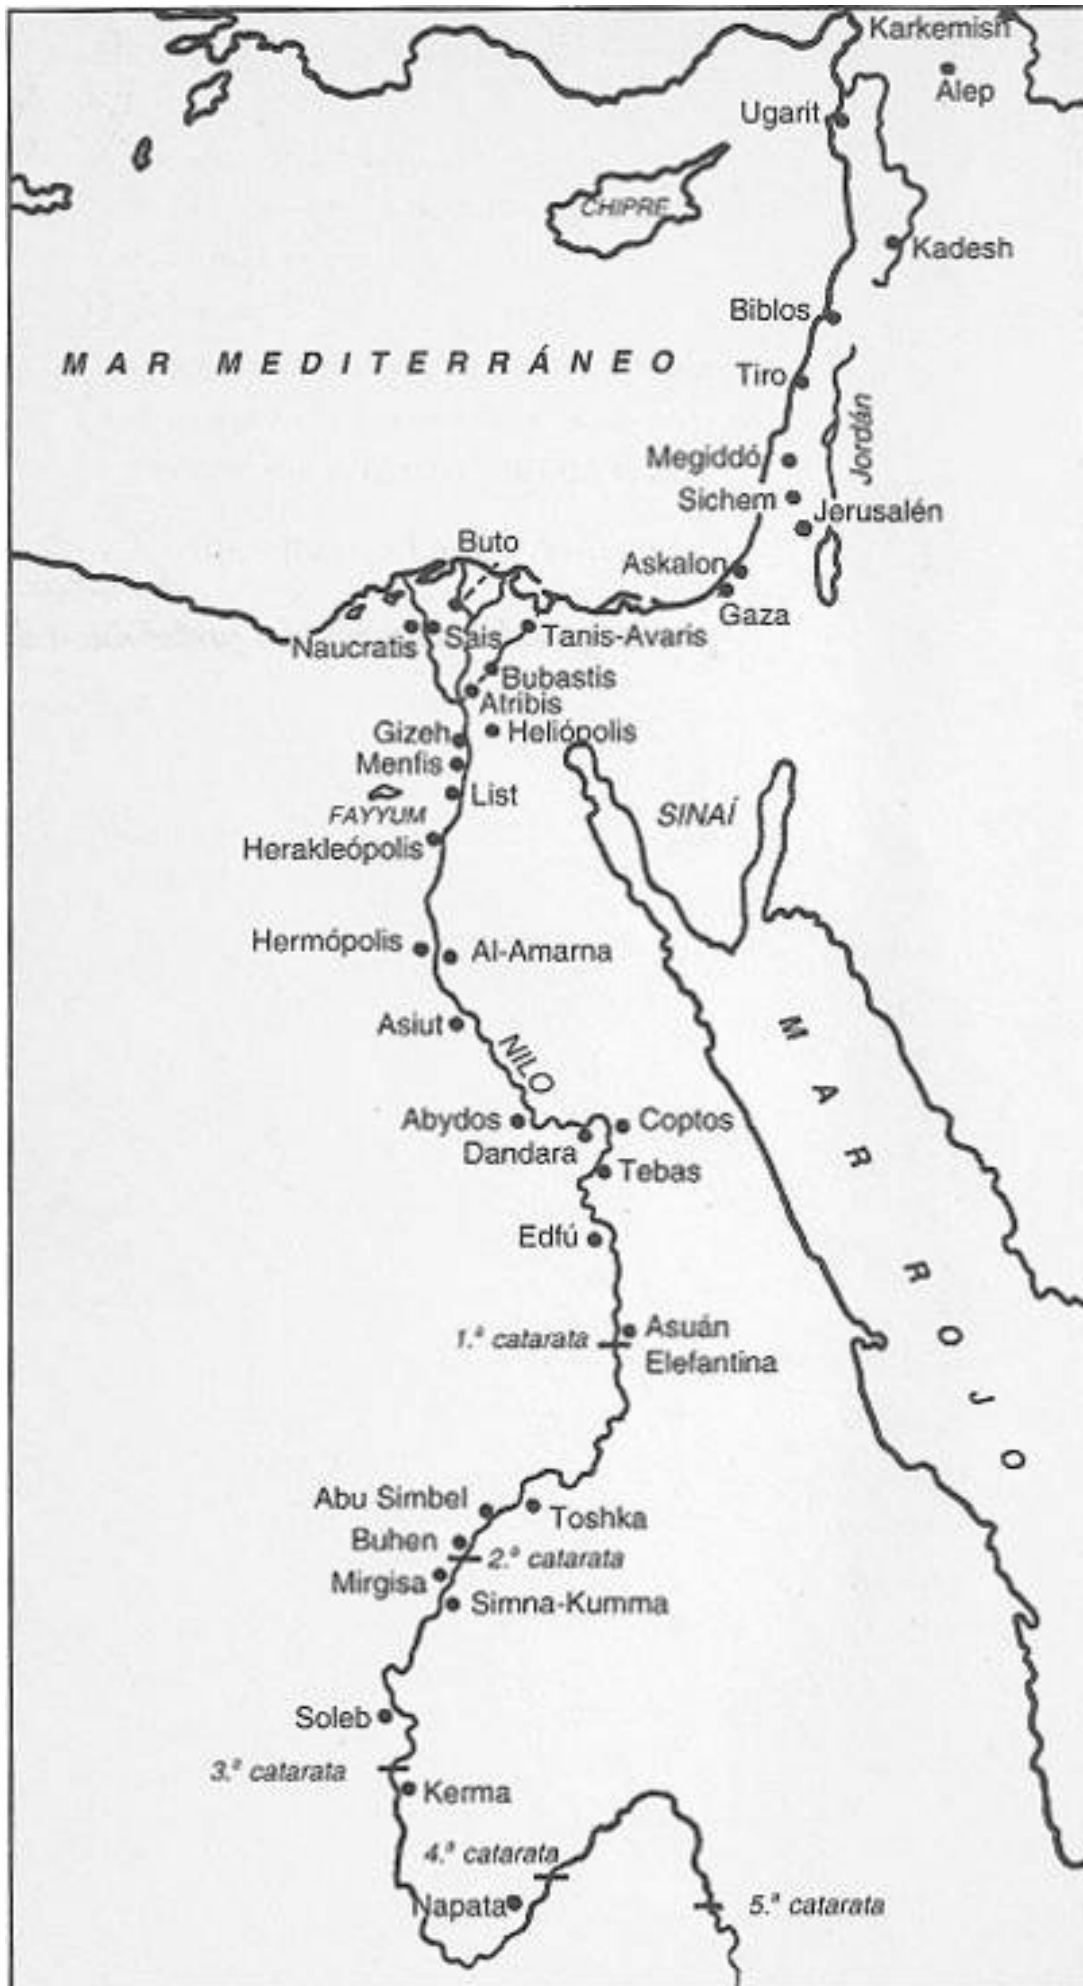 Karkemish
Alep
Ugarit
CHIPRE
Kadesh
Biblos
MAR MEDITERRÁNEO
Tiro
Jordán
Megiddó
Sichem
Jerusalén
Buto
Askalon
Gaza
Naucratis
Sais
Tanis-Avaris
Bubastis
Atribis
Gizeh
Heliópolis
Menfis
List
FAYYUM
SINAÍ
Herakleópolis
Hermópolis
Al-Amarna
Asiut
NILO
MAR ROJO
Abydos
Coptos
Dandara
Tebas
Edfú
1.ª catarata
Asuán
Elefantina
Abu Simbel
Toshka
Buhen
2.ª catarata
Mirgisa
Simna-Kumma
Soleb
3.ª catarata
Kerma
4.ª catarata
Napata
5.ª catarata